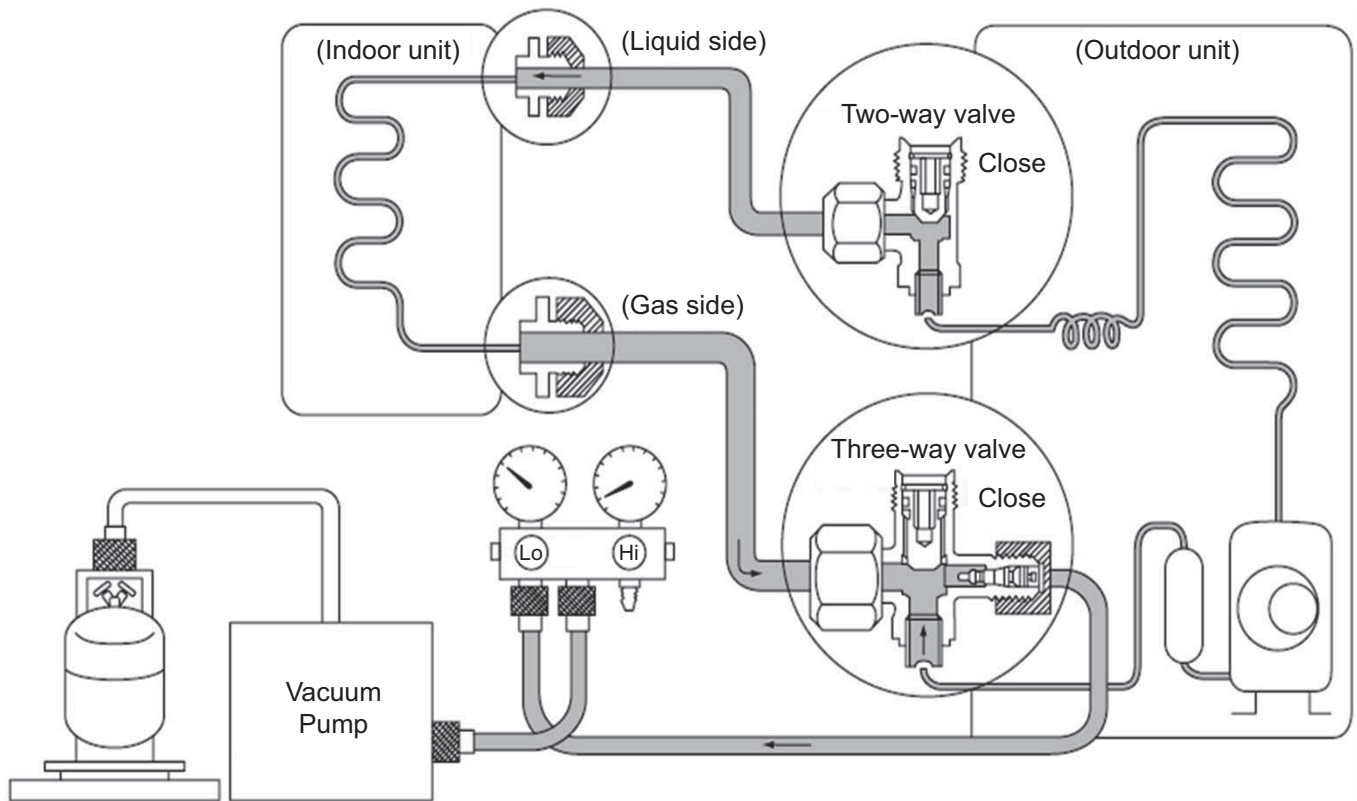 (Indoor unit)
(Liquid side)
(Outdoor unit)
Two-way valve
Close
(Gas side)
Three-way valve
Close
Lo
Hi
Vacuum
Pump